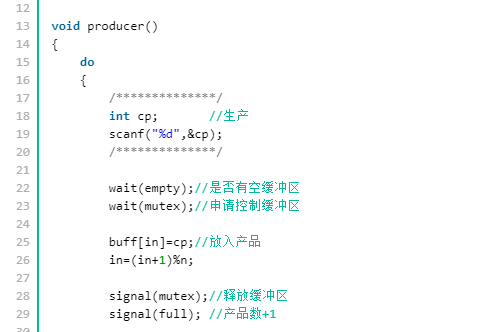 12
13 void producer()
14 {
15 do
16 {
17 /**************/
18 int cp; //生产
19 scanf("%d",&cp);
20 /**************/
21
22 wait(empty);//是否有空缓冲区
23 wait(mutex);//申请控制缓冲区
24
25 buff[in]=cp;//放入产品
26 in=(in+1)%n;
27
28 signal(mutex);//释放缓冲区
29 signal(full); //产品数+1